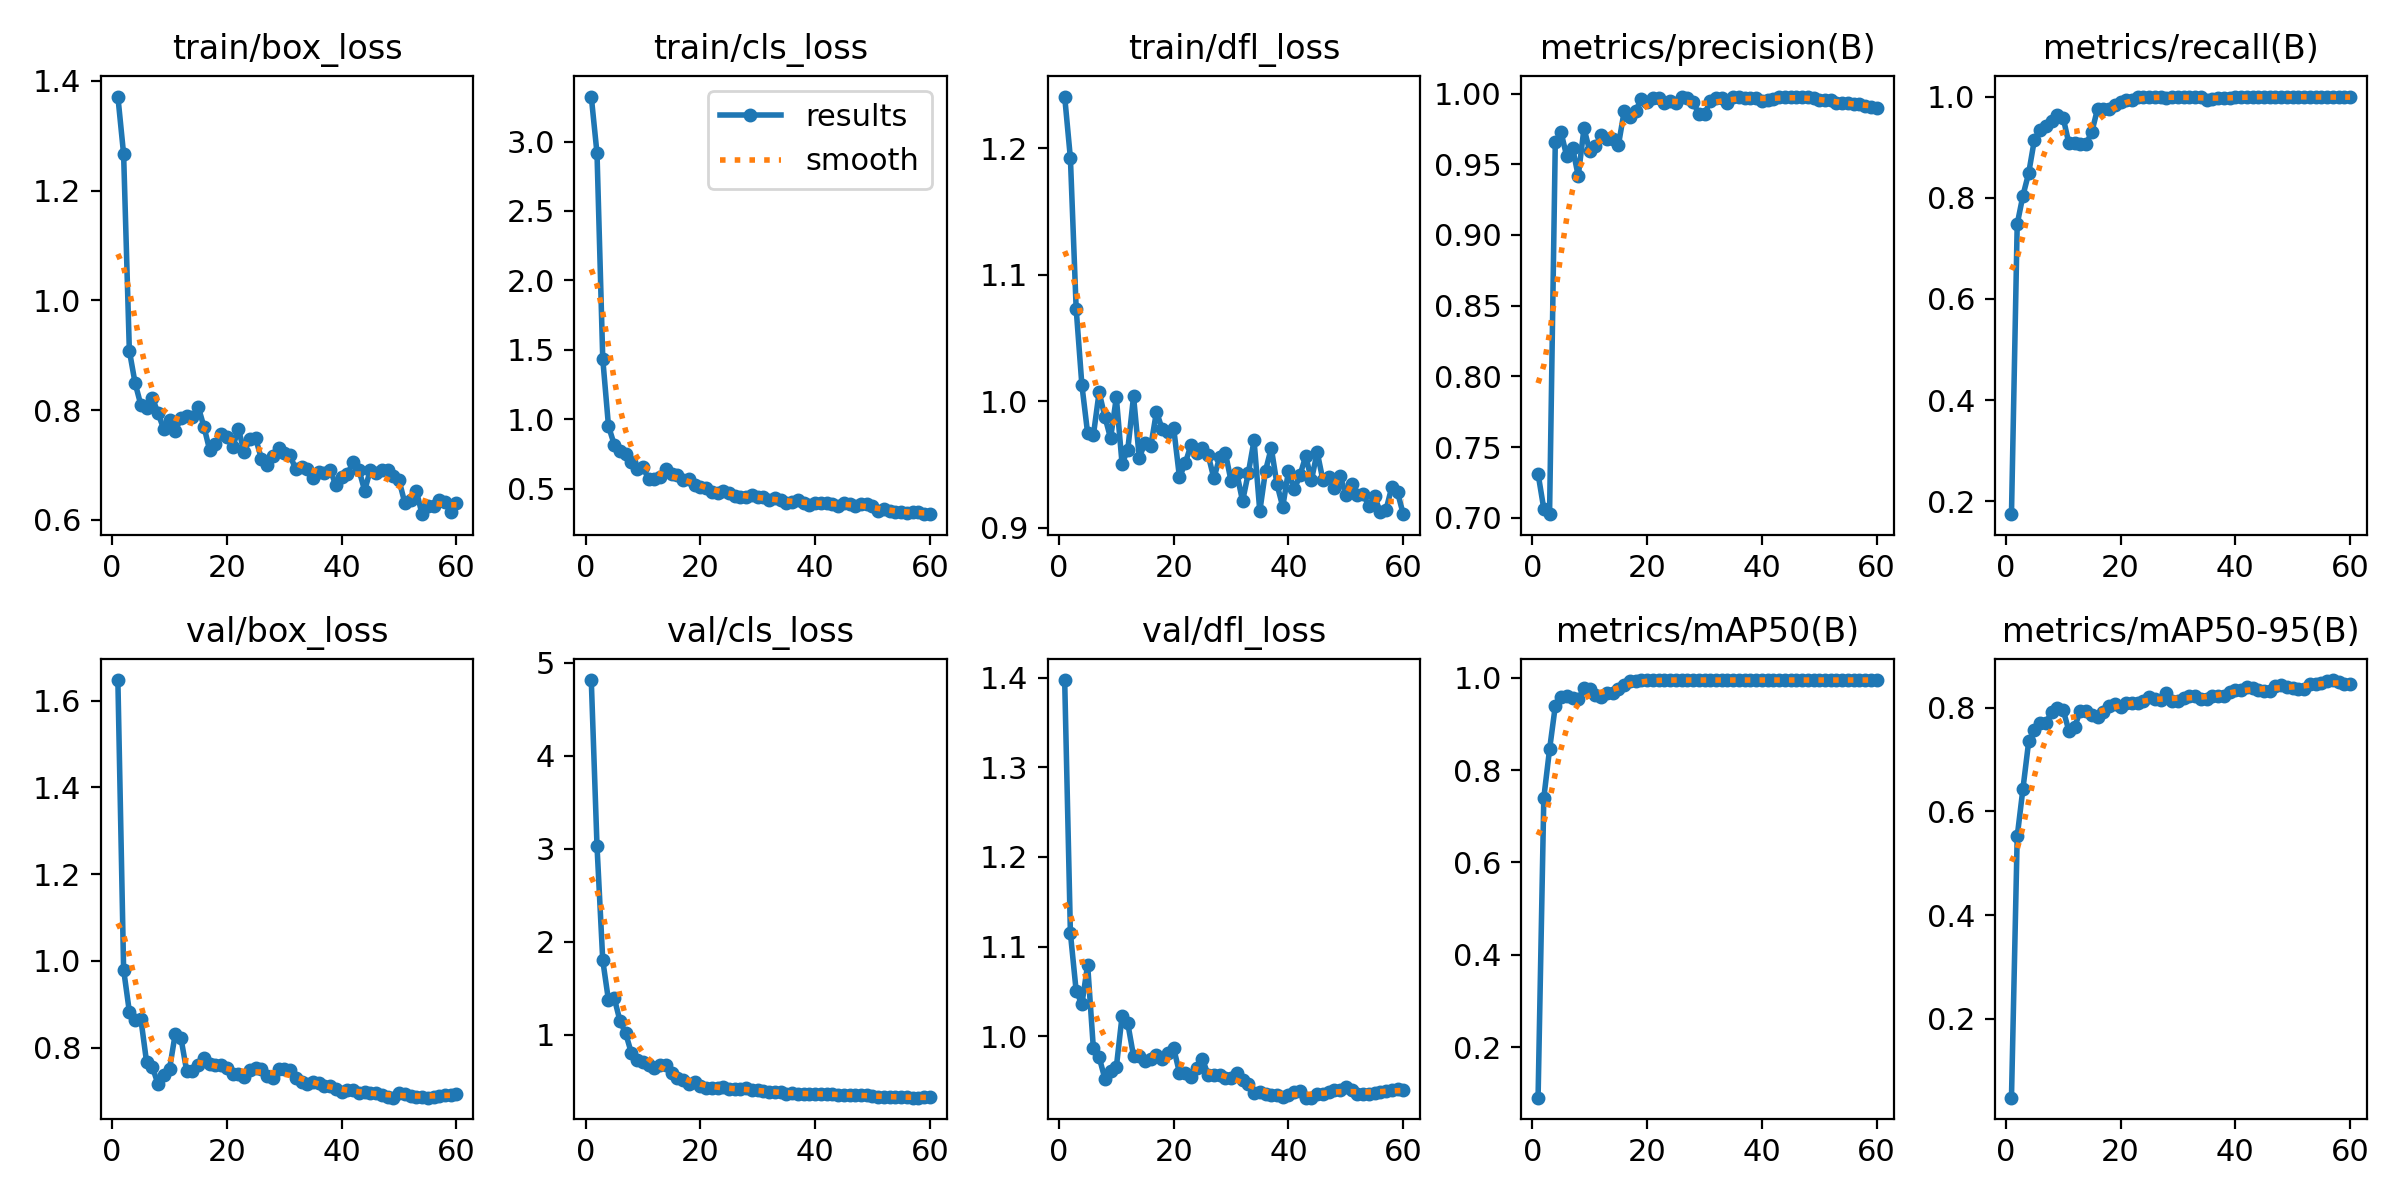 train/box_loss
1.4
1.2
1.0
0.8
0.6
0 20 40 60
train/cls_loss
results
smooth
3.0
2.5
2.0
1.5
1.0
0.5
0 20 40 60
train/dfl_loss
1.2
1.1
1.0
0.9
0 20 40 60
metrics/precision(B)
1.00
0.95
0.90
0.85
0.80
0.75
0.70
0 20 40 60
metrics/recall(B)
1.0
0.8
0.6
0.4
0.2
0 20 40 60
val/box_loss
1.6
1.4
1.2
1.0
0.8
0 20 40 60
val/cls_loss
5
4
3
2
1
0 20 40 60
val/dfl_loss
1.4
1.3
1.2
1.1
1.0
0 20 40 60
metrics/mAP50(B)
1.0
0.8
0.6
0.4
0.2
0 20 40 60
metrics/mAP50-95(B)
0.8
0.6
0.4
0.2
0 20 40 60